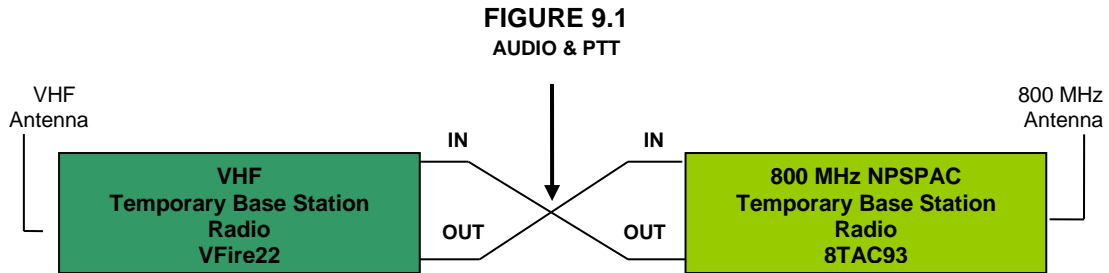 FIGURE 9.1
AUDIO & PTT
VHF
Antenna
800 MHz
Antenna
IN
IN
VHF
Temporary Base Station
Radio
VFire22
OUT
OUT
800 MHz NPSPAC
Temporary Base Station
Radio
8TAC93